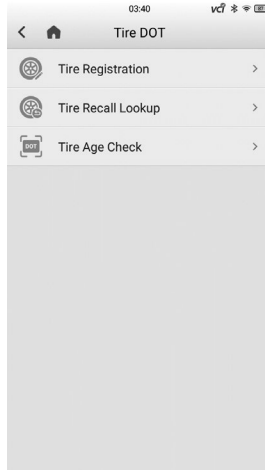 03:40
VCI
Tire DOT
Tire Registration
Tire Recall Lookup
DOT
Tire Age Check